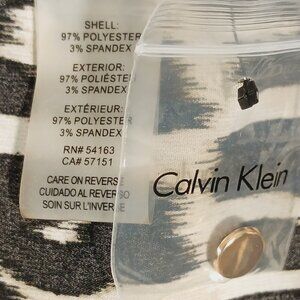 SHELL:
97% POLYESTER
3% SPANDEX
EXTERIOR:
97% POLIÉSTER
3% SPANDEX
EXTÉRIEUR:
97% POLYESTER
3% SPANDEX
RN# 54163
CA# 57151
CARE ON REVERSE
CUIDADO AL REVERSO
SOIN SUR L'INVERSE
Calvin Klein